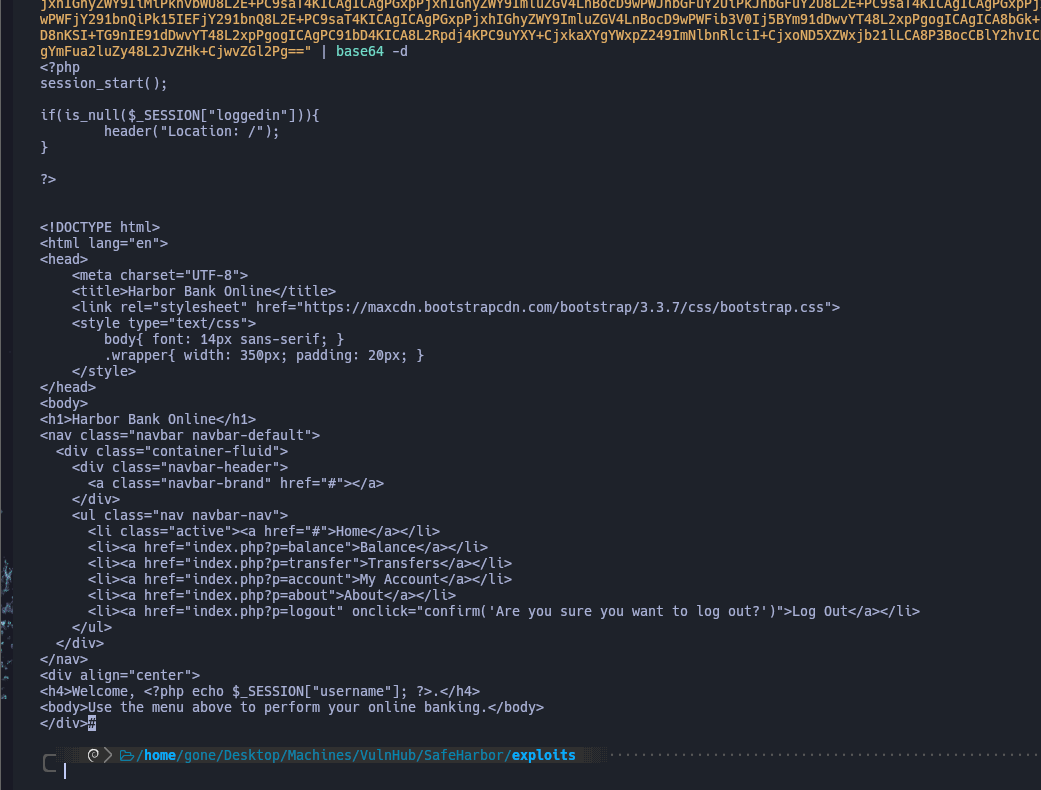 gYmFua2luZy48L2JvZHk+CjwvZGl2Pg==" | base64 -d
<?php
session_start();
if(is_null($_SESSION["loggedin"])){
header("Location: /");
}
?>
<!DOCTYPE html>
<html lang="en">
<head>
<meta charset="UTF-8">
<title>Harbor Bank Online</title>
<link rel="stylesheet" href="https://maxcdn.bootstrapcdn.com/bootstrap/3.3.7/css/bootstrap.css">
<style type="text/css">
body{ font: 14px sans-serif; }
.wrapper{ width: 350px; padding: 20px; }
</style>
</head>
<body>
<h1>Harbor Bank Online</h1>
<nav class="navbar navbar-default">
<div class="container-fluid">
<div class="navbar-header">
<a class="navbar-brand" href="#"></a>
</div>
<ul class="nav navbar-nav">
<li class="active"><a href="#">Home</a></li>
<li><a href="index.php?p=balance">Balance</a></li>
<li><a href="index.php?p=transfer">Transfers</a></li>
<li><a href="index.php?p=account">My Account</a></li>
<li><a href="index.php?p=about">About</a></li>
<li><a href="index.php?p=logout" onclick="confirm('Are you sure you want to log out?')">Log Out</a></li>
</ul>
</div>
</nav>
<div align="center">
<h4>Welcome, <?php echo $_SESSION["username"]; ?>.</h4>
<body>Use the menu above to perform your online banking.</body>
</div>#
/home/gone/Desktop/Machines/VulnHub/SafeHarbor/exploits